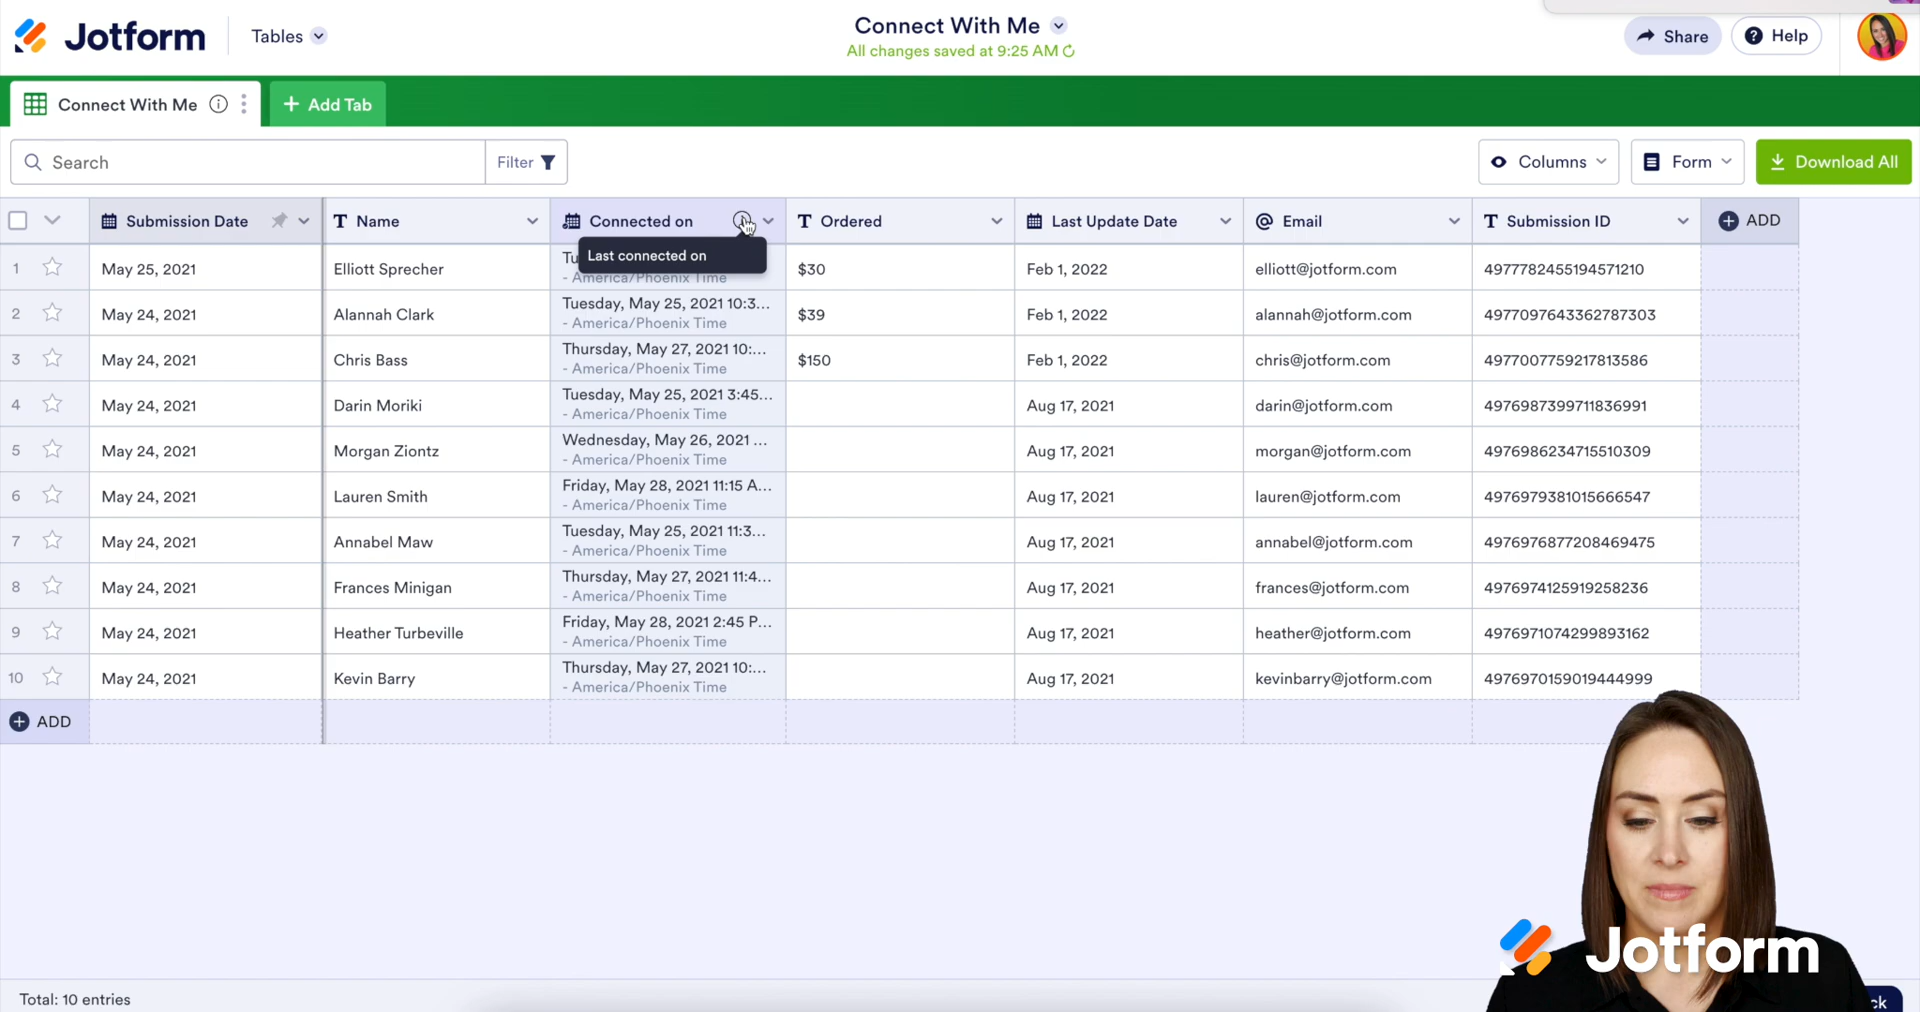 Jotform
Tables
Connect With Me
All changes saved at 9:25 AM
Share
Help
Connect With Me
Add Tab
Search
Filter
Columns
Form
Download All
Submission Date
Name
Connected on
Ordered
Last Update Date
Email
Submission ID
ADD
Last connected on
1 May 25, 2021 Elliott Sprecher Tu $30 Feb 1, 2022 elliott@jotform.com 4977782455194571210
- America/Phoenix Time
2 May 24, 2021 Alannah Clark Tuesday, May 25, 2021 10:3... $39 Feb 1, 2022 alannah@jotform.com 4977097643362787303
- America/Phoenix Time
3 May 24, 2021 Chris Bass Thursday, May 27, 2021 10:... $150 Feb 1, 2022 chris@jotform.com 4977007759217813586
- America/Phoenix Time
4 May 24, 2021 Darin Moriki Tuesday, May 25, 2021 3:45... Aug 17, 2021 darin@jotform.com 4976987399711836991
- America/Phoenix Time
5 May 24, 2021 Morgan Ziontz Wednesday, May 26, 2021 ... Aug 17, 2021 morgan@jotform.com 4976986234715510309
- America/Phoenix Time
6 May 24, 2021 Lauren Smith Friday, May 28, 2021 11:15 A... Aug 17, 2021 lauren@jotform.com 4976979381015666547
- America/Phoenix Time
7 May 24, 2021 Annabel Maw Tuesday, May 25, 2021 11:3... Aug 17, 2021 annabel@jotform.com 4976976877208469475
- America/Phoenix Time
8 May 24, 2021 Frances Minigan Thursday, May 27, 2021 11:4... Aug 17, 2021 frances@jotform.com 4976974125919258236
- America/Phoenix Time
9 May 24, 2021 Heather Turbeville Friday, May 28, 2021 2:45 P... Aug 17, 2021 heather@jotform.com 4976971074299893162
- America/Phoenix Time
10 May 24, 2021 Kevin Barry Thursday, May 27, 2021 10:... Aug 17, 2021 kevinbarry@jotform.com 4976970159019444999
- America/Phoenix Time
ADD
Jotform
Total: 10 entries
ck